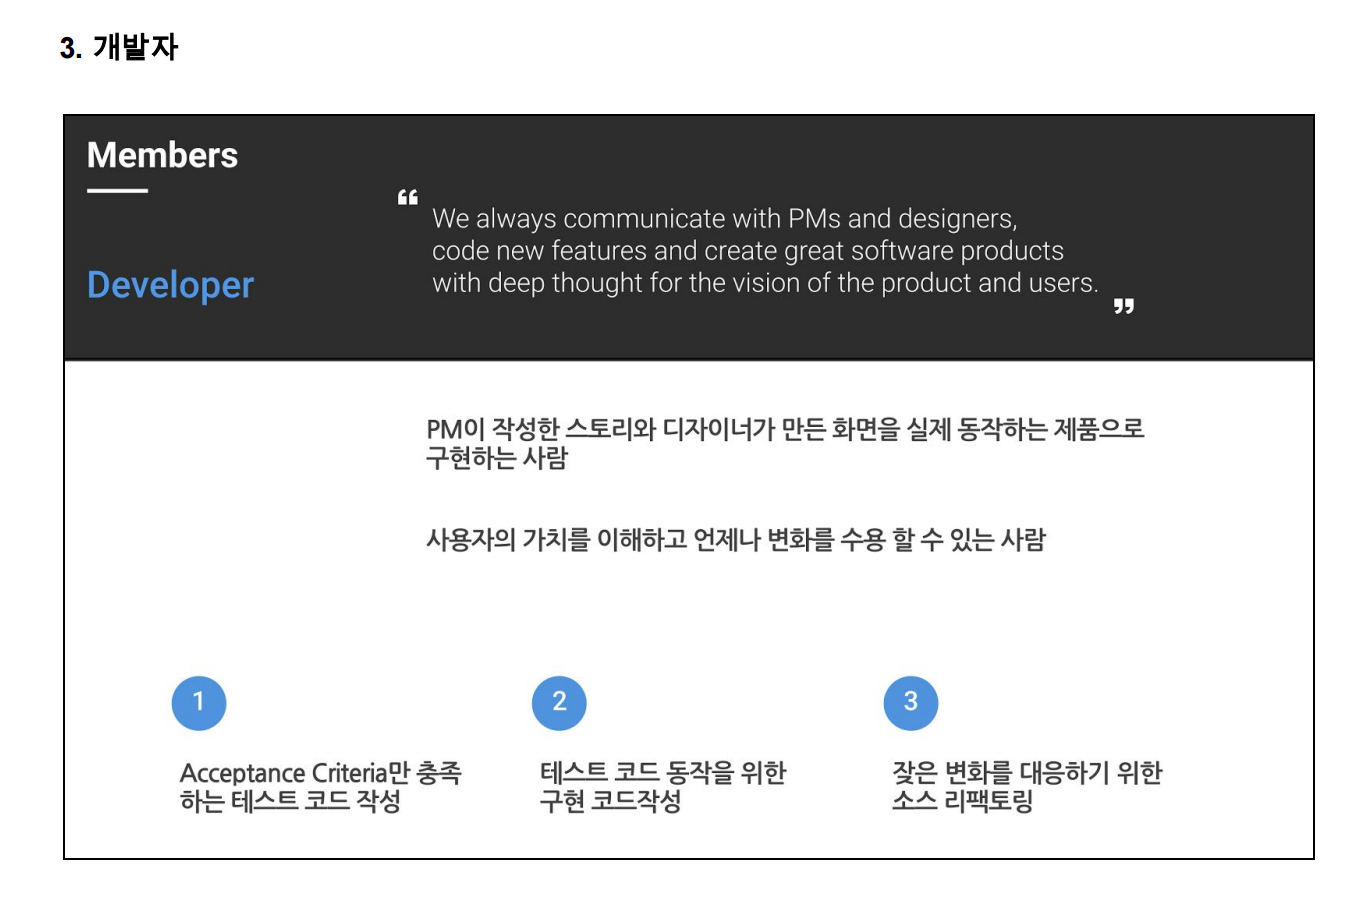 3. 개발자
Members
“
We always communicate with PMs and designers,
code new features and create great software products
with deep thought for the vision of the product and users.
”
Developer
PM이 작성한 스토리와 디자이너가 만든 화면을 실제 동작하는 제품으로
구현하는 사람
사용자의 가치를 이해하고 언제나 변화를 수용 할 수 있는 사람
1
Acceptance Criteria만 충족
하는 테스트 코드 작성
2
테스트 코드 동작을 위한
구현 코드작성
3
잦은 변화를 대응하기 위한
소스 리팩토링